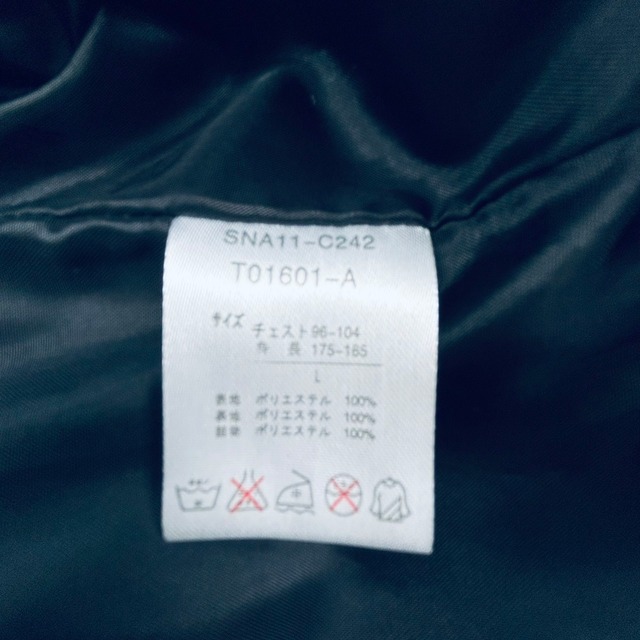 SNA11-C242
T01601-A
サイズ チェスト96-104
身 長 175-185
L
表地 ポリエステル 100%
裏地 ポリエステル 100%
ポリエステル 100%